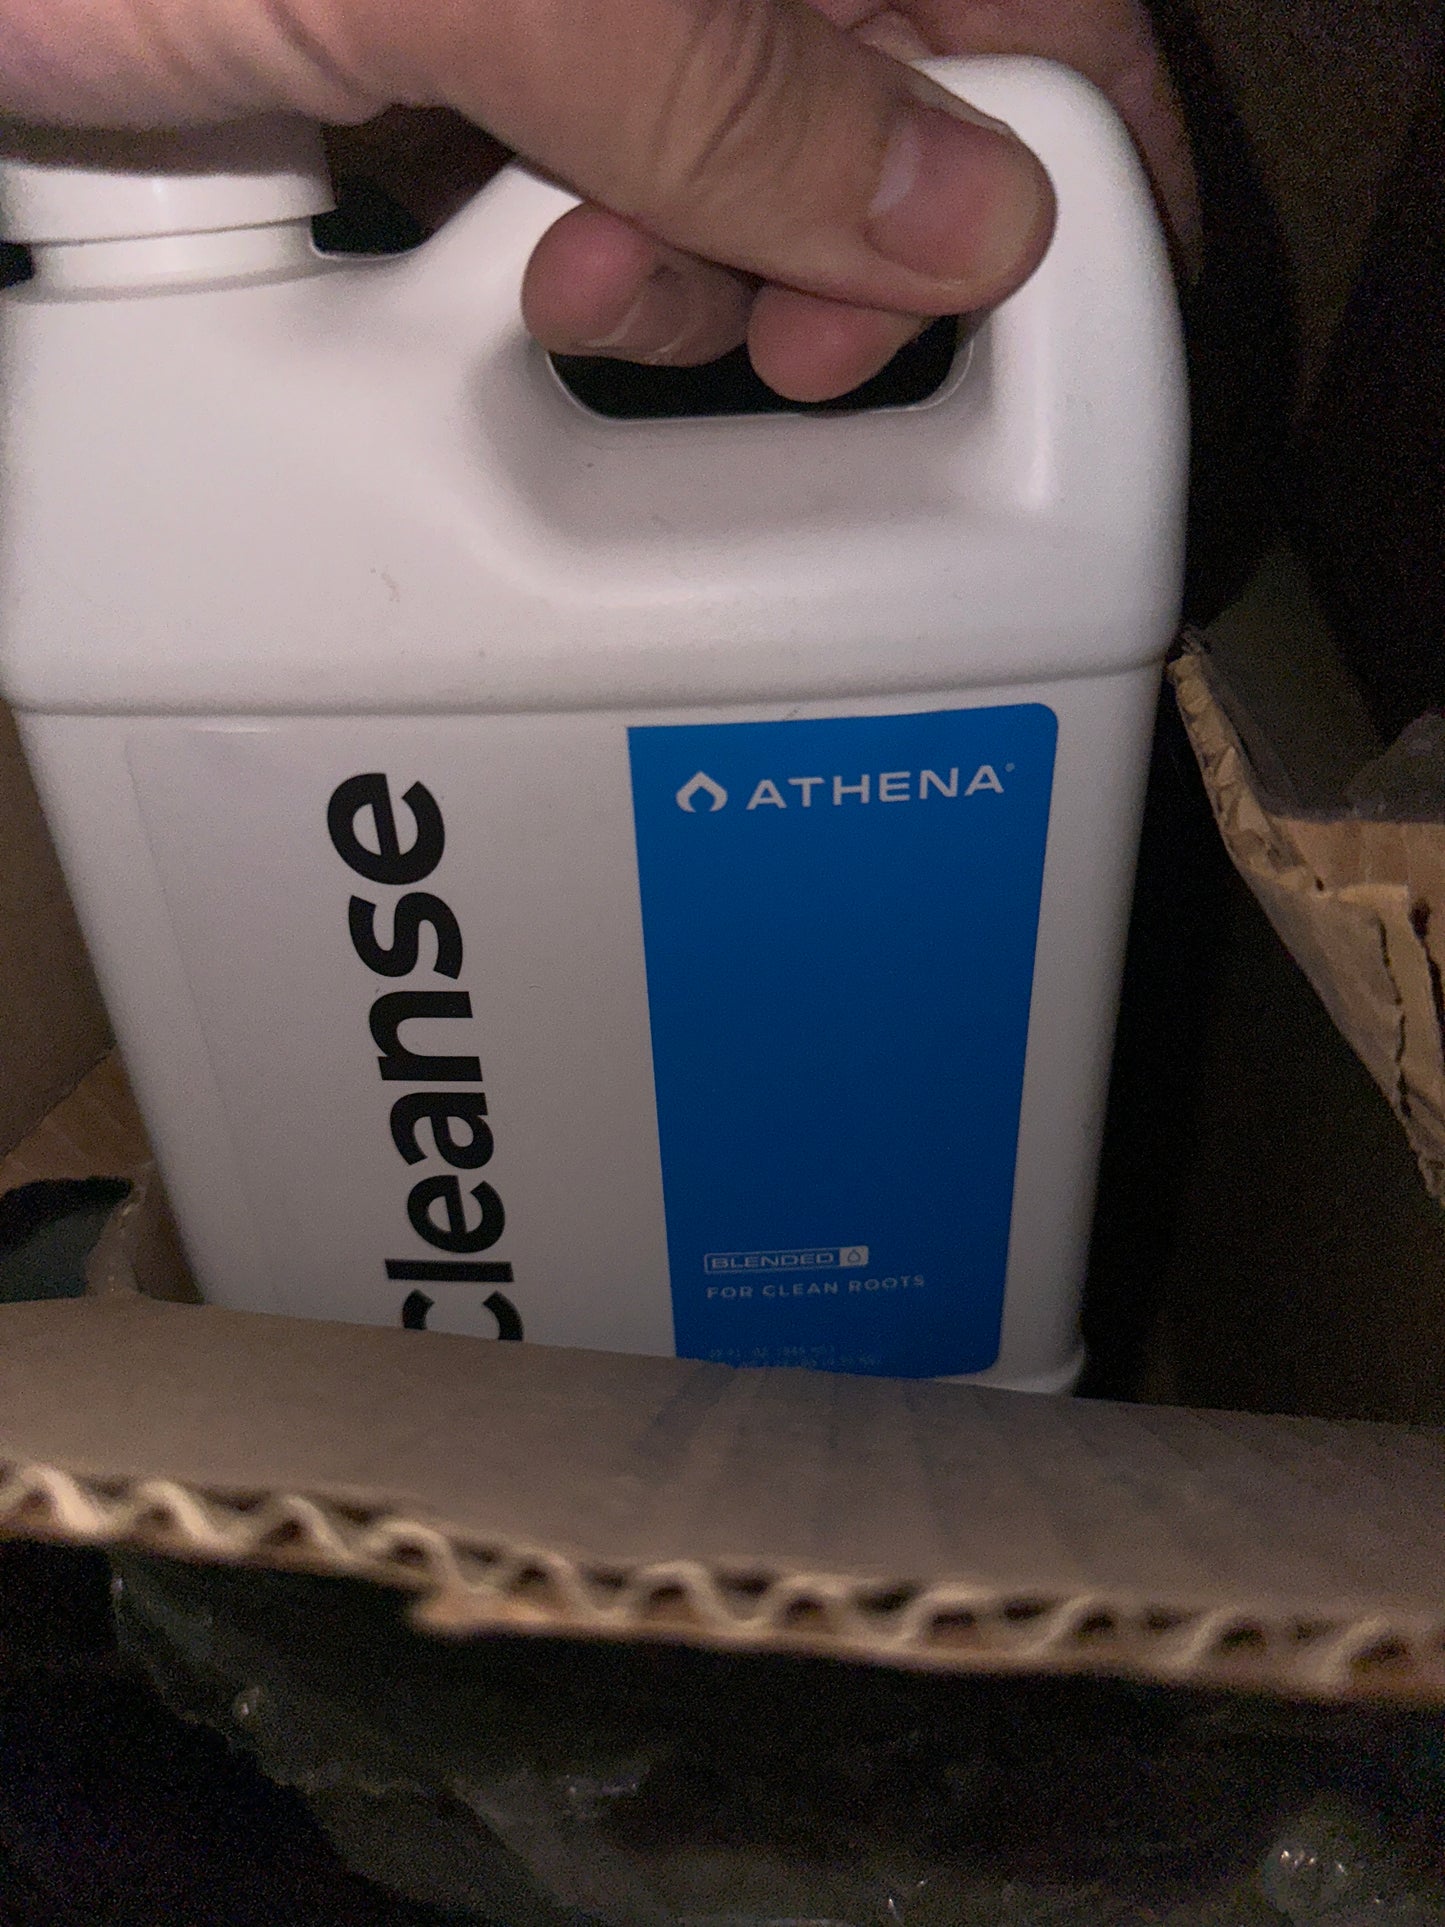 cleanse
ATHENA®
BLENDED
FOR CLEAN ROOTS